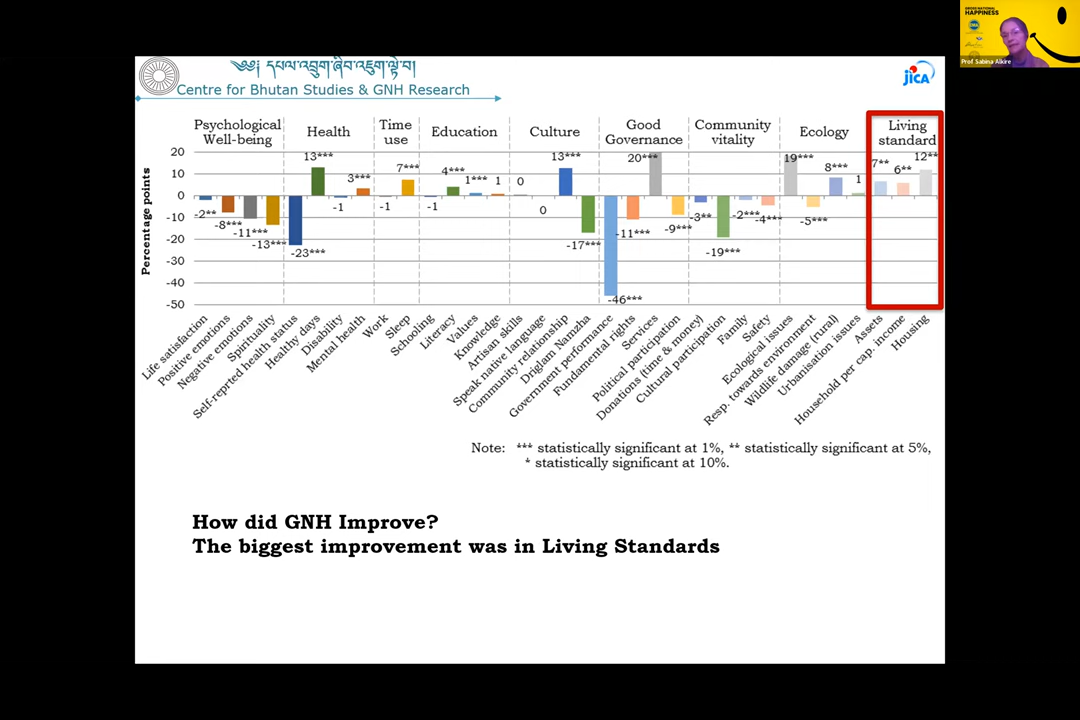 ༄༅། དཔལ་འབྲུག་ཞིབ་འཇུག་ལྟེ་བ།
Centre for Bhutan Studies & GNH Research
JICA
GROSS NATIONAL
HAPPINESS
Prof Sabina Alkire
Psychological
Well-being
Health
Time
use
Education
Culture
Good
Governance
Community
vitality
Ecology
Living
standard
Percentage points
20
10
0
-10
-20
-30
-40
-50
-2**
-8***
-11***
-13***
-23***
13***
-1
3***
-1
7***
-1
4***
1***
1
0
0
13***
-17***
-46***
-11***
20***
-9***
-3**
-19***
-2***
-4***
19***
-5***
8***
1
7**
6**
12**
Life satisfaction
Positive emotions
Negative emotions
Spirituality
Self-reprted health status
Healthy days
Disability
Mental health
Work
Sleep
Schooling
Literacy
Values
Knowledge
Artisan skills
Speak native language
Community relationship
Driglam Namzha
Government performance
Fundamental rights
Services
Political participation
Donations (time & money)
Cultural participation
Family
Safety
Ecological issues
Resp. towards environment
Wildlife damage (rural)
Urbanisation issues
Assets
Household per cap. income
Housing
Note: *** statistically significant at 1%, ** statistically significant at 5%,
* statistically significant at 10%.
How did GNH Improve?
The biggest improvement was in Living Standards